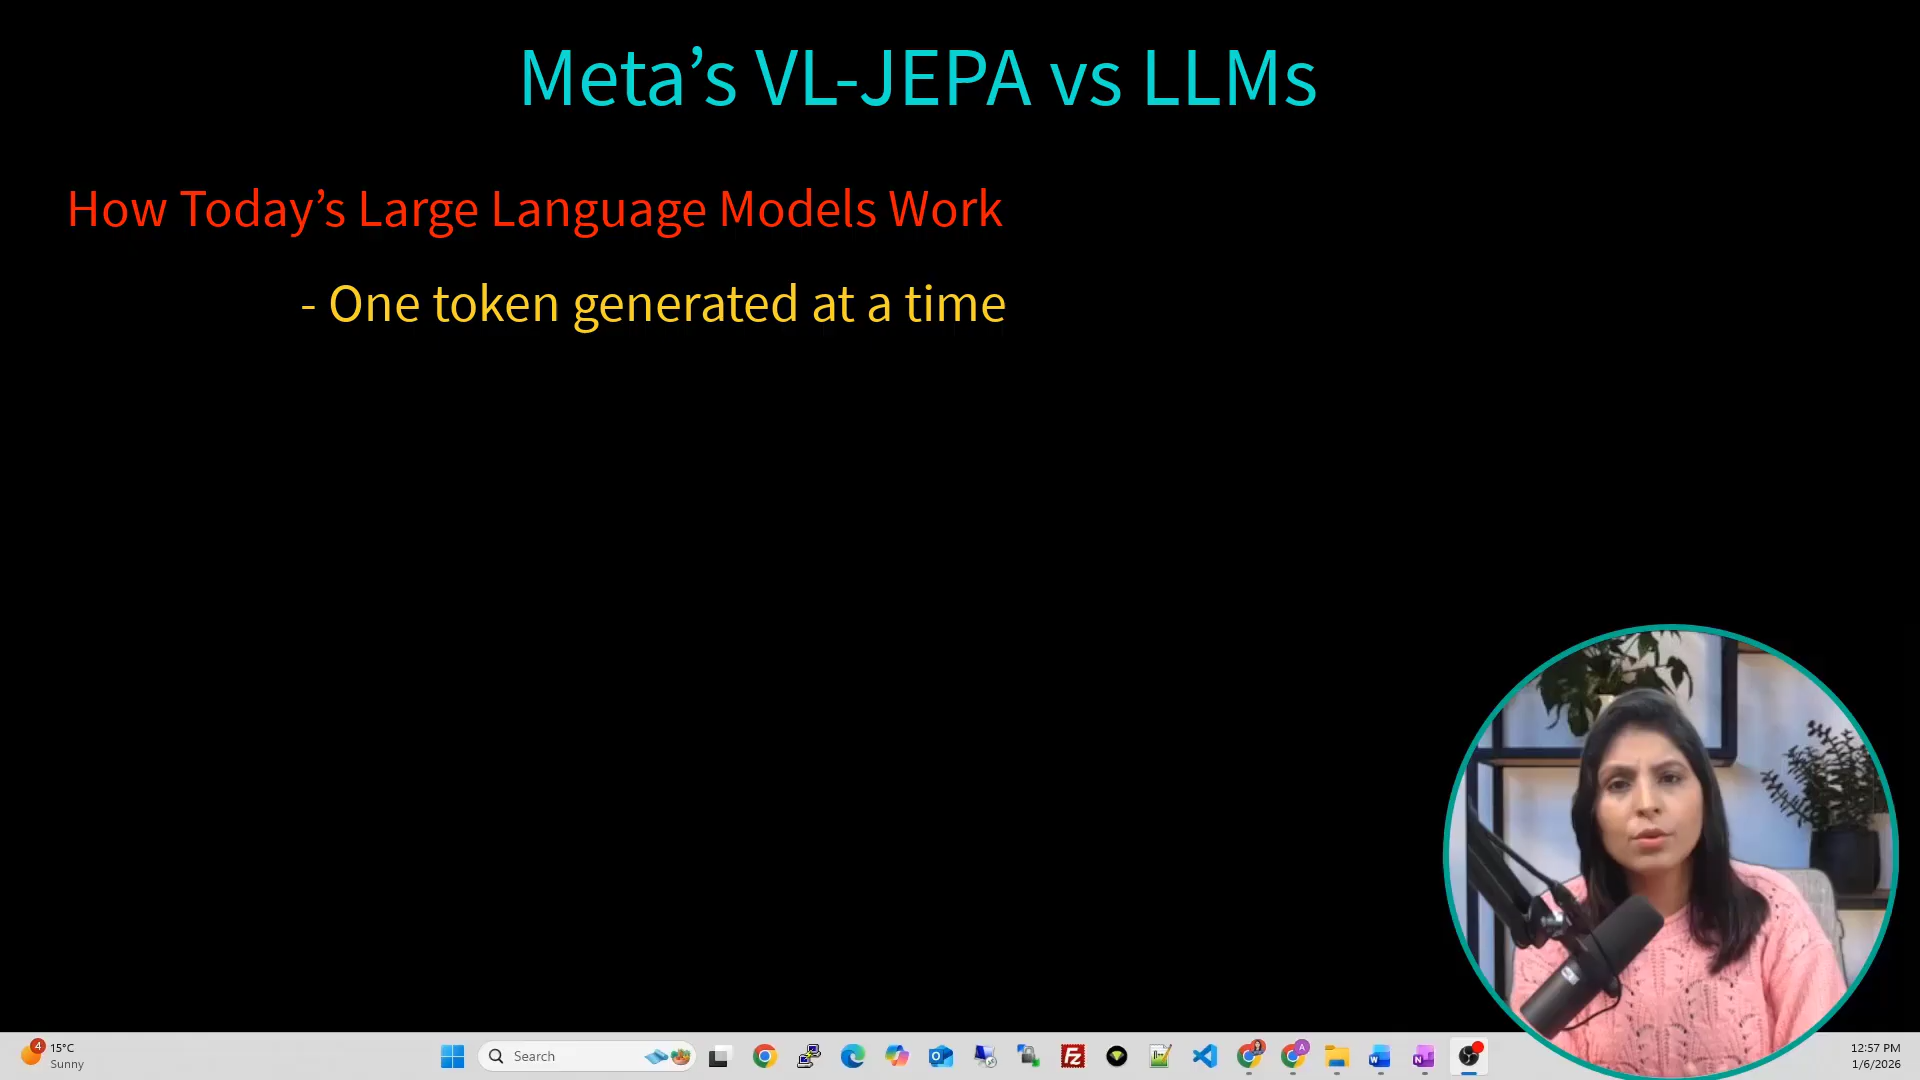 Meta’s VL-JEPA vs LLMs
How Today’s Large Language Models Work
- One token generated at a time
4
15°C
Sunny
Search
A
12:57 PM
1/6/2026